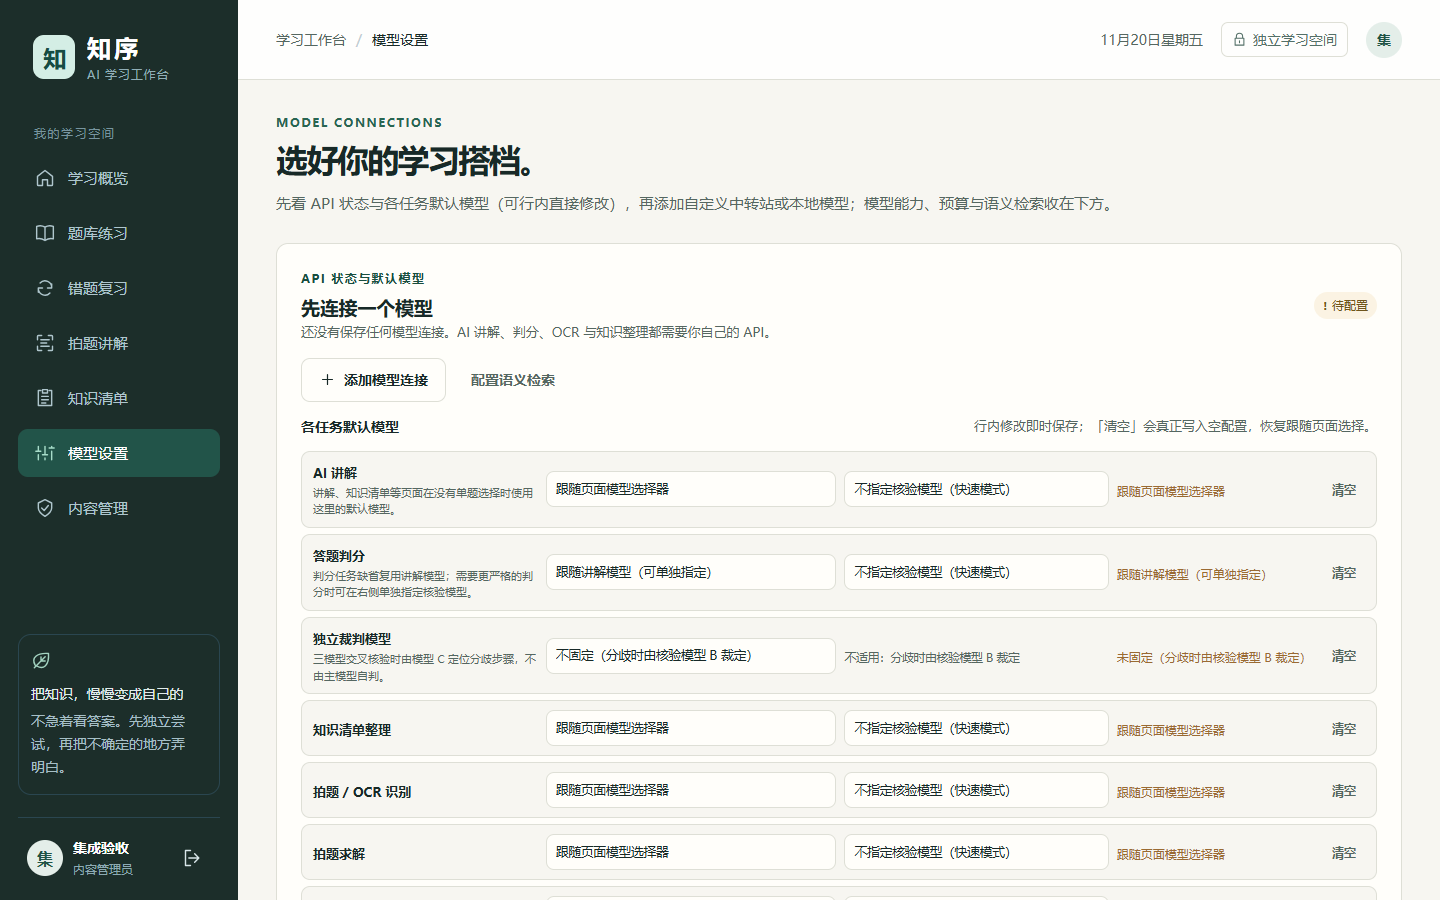 知
知序
AI 学习工作台
我的学习空间
学习概览
题库练习
错题复习
拍题讲解
知识清单
模型设置
内容管理
把知识，慢慢变成自己的
不急着看答案。先独立尝
试，再把不确定的地方弄
明白。
集
集成验收
内容管理员
学习工作台 / 模型设置
11月20日星期五
独立学习空间
集
MODEL CONNECTIONS
选好你的学习搭档。
先看 API 状态与各任务默认模型（可行内直接修改），再添加自定义中转站或本地模型；模型能力、预算与语义检索收在下方。
API 状态与默认模型
先连接一个模型
还没有保存任何模型连接。AI 讲解、判分、OCR 与知识整理都需要你自己的 API。
! 待配置
添加模型连接
配置语义检索
各任务默认模型
行内修改即时保存；「清空」会真正写入空配置，恢复跟随页面选择。
AI 讲解
讲解、知识清单等页面在没有单题选择时使用
这里的默认模型。
跟随页面模型选择器
不指定核验模型（快速模式）
跟随页面模型选择器
清空
答题判分
判分任务缺省复用讲解模型；需要更严格的判
分时可在右侧单独指定核验模型。
跟随讲解模型（可单独指定）
不指定核验模型（快速模式）
跟随讲解模型（可单独指定）
清空
独立裁判模型
三模型交叉核验时由模型 C 定位分歧步骤，不
由主模型自判。
不固定（分歧时由核验模型 B 裁定）
不适用：分歧时由核验模型 B 裁定
未固定（分歧时由核验模型 B 裁定）
清空
知识清单整理
跟随页面模型选择器
不指定核验模型（快速模式）
跟随页面模型选择器
清空
拍题 / OCR 识别
跟随页面模型选择器
不指定核验模型（快速模式）
跟随页面模型选择器
清空
拍题求解
跟随页面模型选择器
不指定核验模型（快速模式）
跟随页面模型选择器
清空